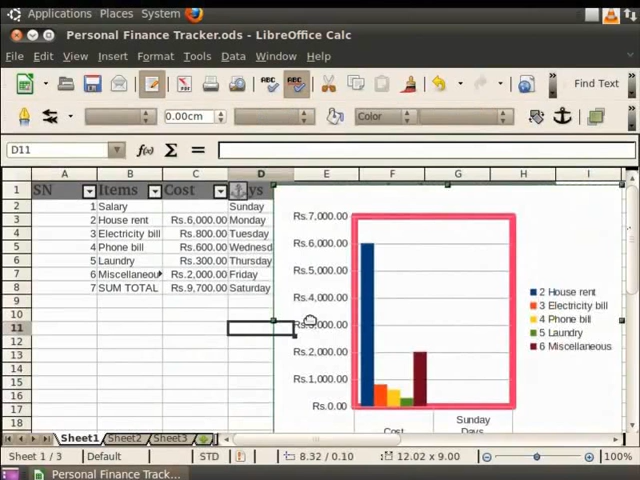 Applications Places System
Personal Finance Tracker.ods - LibreOffice Calc
File Edit View Insert Format Tools Data Window Help
ABC ABC Find Text
0.00cm Color
D11 f(x) Σ =
A B C D E F G H I
1 SN Items Cost ys
2 1 Salary Sunday
3 2 House rent Rs.6,000.00 Monday
4 3 Electricity bill Rs.800.00 Tuesday
5 4 Phone bill Rs.600.00 Wednesd
6 5 Laundry Rs.300.00 Thursday
7 6 Miscellaneou Rs.2,000.00 Friday
8 7 SUM TOTAL Rs.9,700.00 Saturday
9
10
11
12
13
14
15
16
17
18
Rs.7,000.00
Rs.6,000.00
Rs.5,000.00
Rs.4,000.00
Rs.3,000.00
Rs.2,000.00
Rs.1,000.00
Rs.0.00
2 House rent
3 Electricity bill
4 Phone bill
5 Laundry
6 Miscellaneous
Sunday
Cost Days
Sheet1 Sheet2 Sheet3
Sheet 1 / 3 Default STD 8.32 / 0.10 12.02 x 9.00 100%
Personal Finance Track...